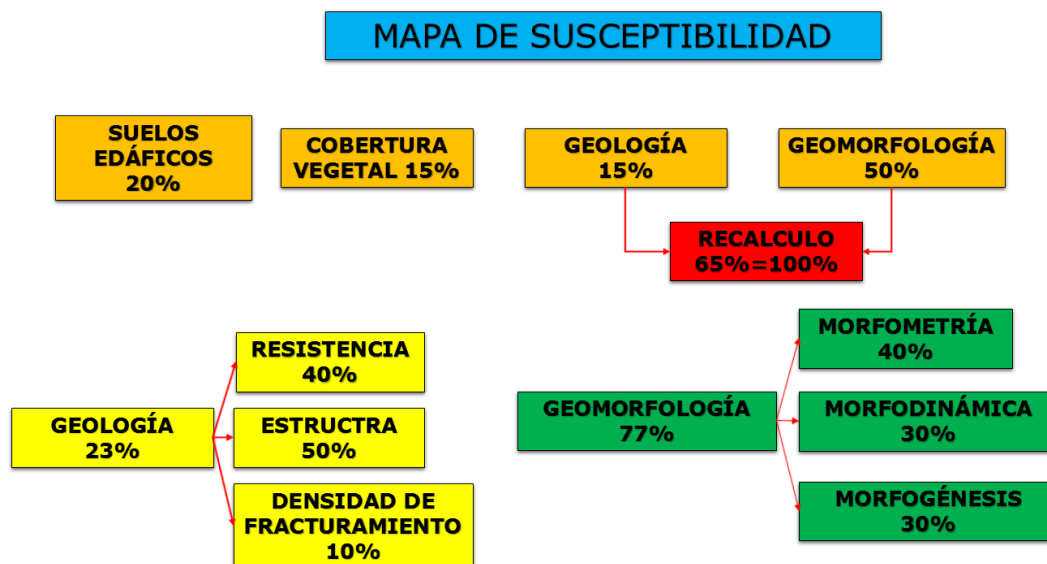 MAPA DE SUSCEPTIBILIDAD
SUELOS
EDÁFICOS
20%
COBERTURA
VEGETAL 15%
GEOLOGÍA
15%
GEOMORFOLOGÍA
50%
RECALCULO
65%=100%
GEOLOGÍA
23%
RESISTENCIA
40%
ESTRUCTRA
50%
DENSIDAD DE
FRACTURAMIENTO
10%
GEOMORFOLOGÍA
77%
MORFOMETRÍA
40%
MORFODINÁMICA
30%
MORFOGÉNESIS
30%